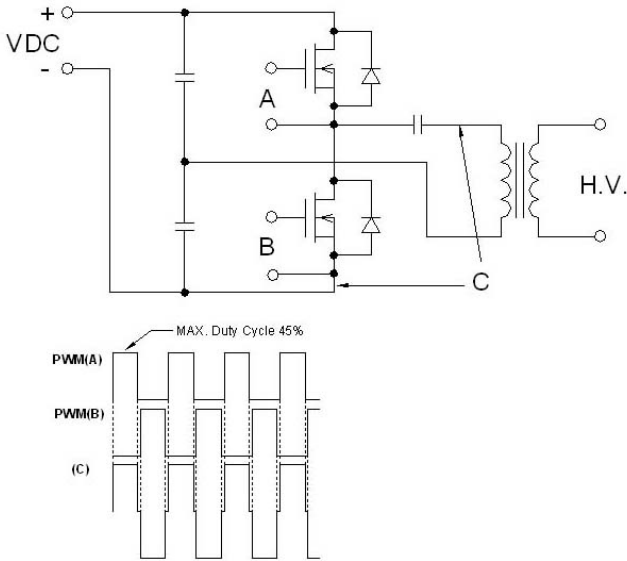 +
VDC
-
A
B
C
H.V.
MAX. Duty Cycle 45%
PWM(A)
PWM(B)
(C)